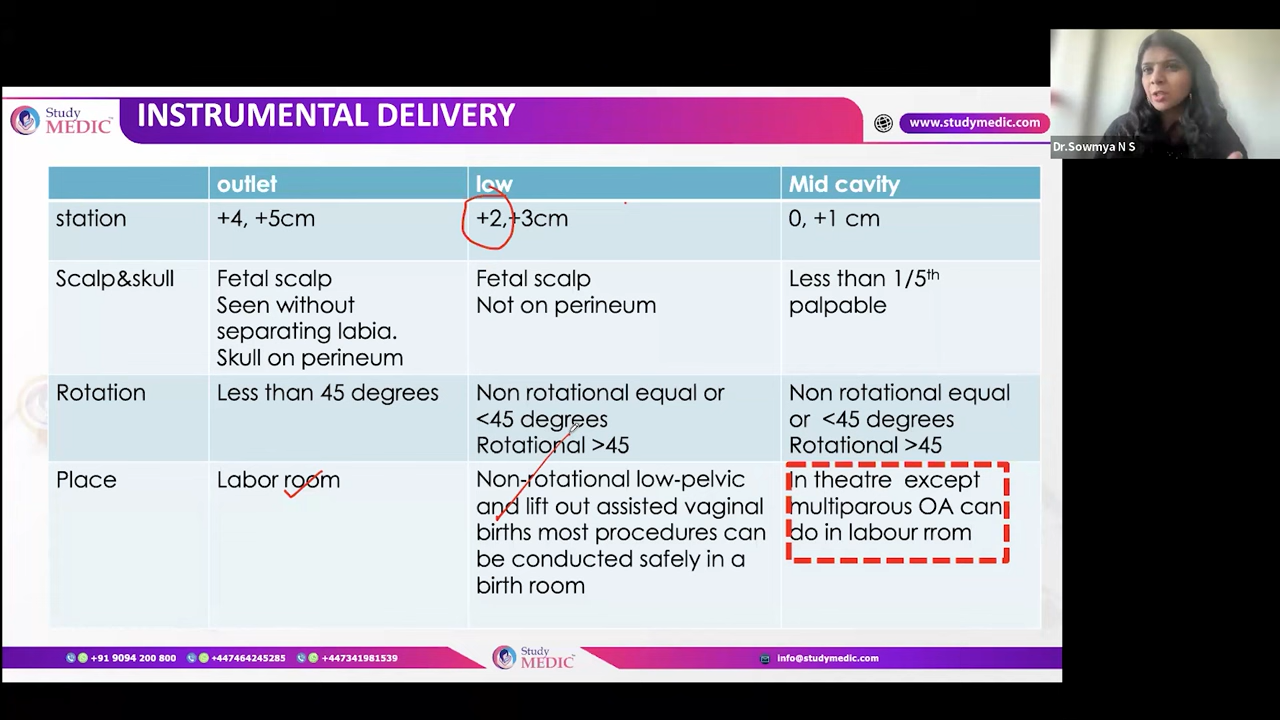 Study
MEDIC
INSTRUMENTAL DELIVERY
www.studymedic.com
Dr.Sowmya N S
outlet
low
Mid cavity
station
+4, +5cm
+2,+3cm
0, +1 cm
Scalp&skull
Fetal scalp
Seen without
separating labia.
Skull on perineum
Fetal scalp
Not on perineum
Less than 1/5th
palpable
Rotation
Less than 45 degrees
Non rotational equal or
<45 degrees
Rotational >45
Non rotational equal
or <45 degrees
Rotational >45
Place
Labor room
Non-rotational low-pelvic
and lift out assisted vaginal
births most procedures can
be conducted safely in a
birth room
In theatre except
multiparous OA can
do in labour rrom
+91 9094 200 800
+447464245285
+447341981539
Study
MEDIC
info@studymedic.com